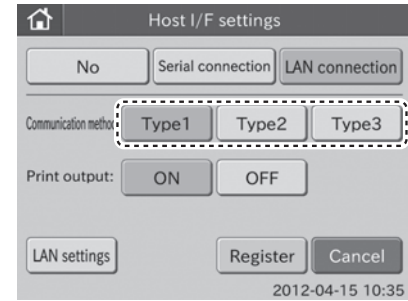 Host I/F settings
No Serial connection LAN connection
Communication method Type1 Type2 Type3
Print output: ON OFF
LAN settings Register Cancel
2012-04-15 10:35